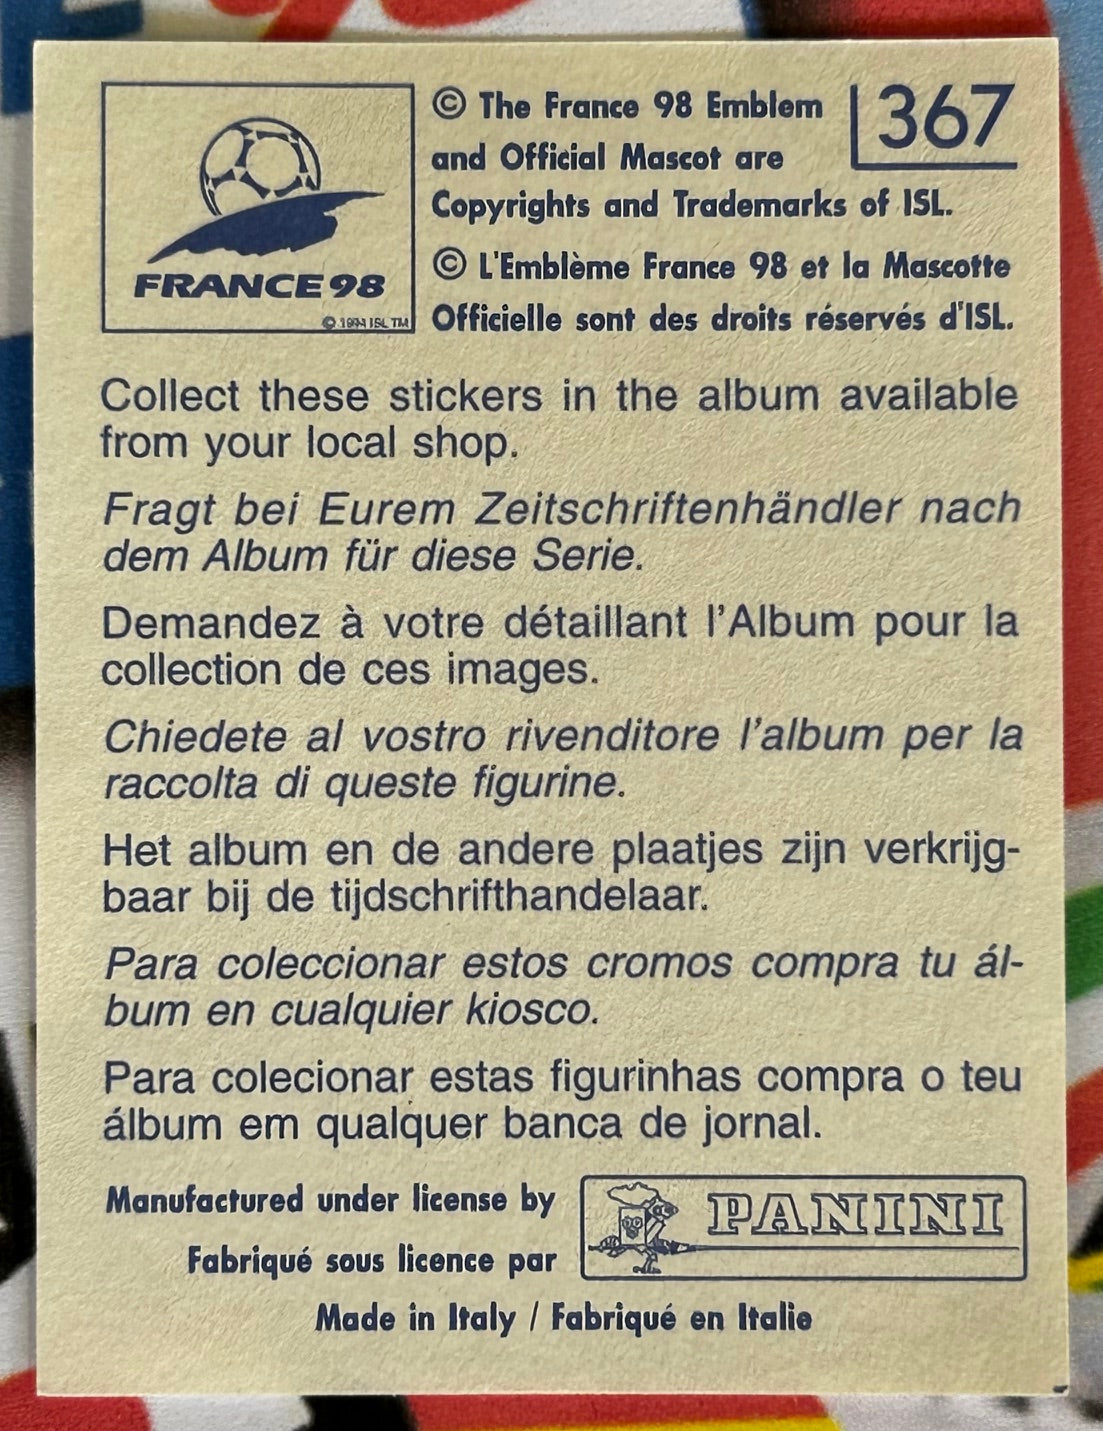 © The France 98 Emblem
and Official Mascot are
Copyrights and Trademarks of ISL.
367
© L'Emblème France 98 et la Mascotte
Officielle sont des droits réservés d'ISL.
FRANCE 98
© 1994 ISL TM
Collect these stickers in the album available
from your local shop.
Fragt bei Eurem Zeitschriftenhändler nach
dem Album für diese Serie.
Demandez à votre détaillant l'Album pour la
collection de ces images.
Chiedete al vostro rivenditore l'album per la
raccolta di queste figurine.
Het album en de andere plaatjes zijn verkrijg-
baar bij de tijdschrifthandelaar.
Para coleccionar estos cromos compra tu ál-
bum en cualquier kiosco.
Para colecionar estas figurinhas compra o teu
álbum em qualquer banca de jornal.
Manufactured under license by
Fabriqué sous licence par
PANINI
Made in Italy / Fabriqué en Italie